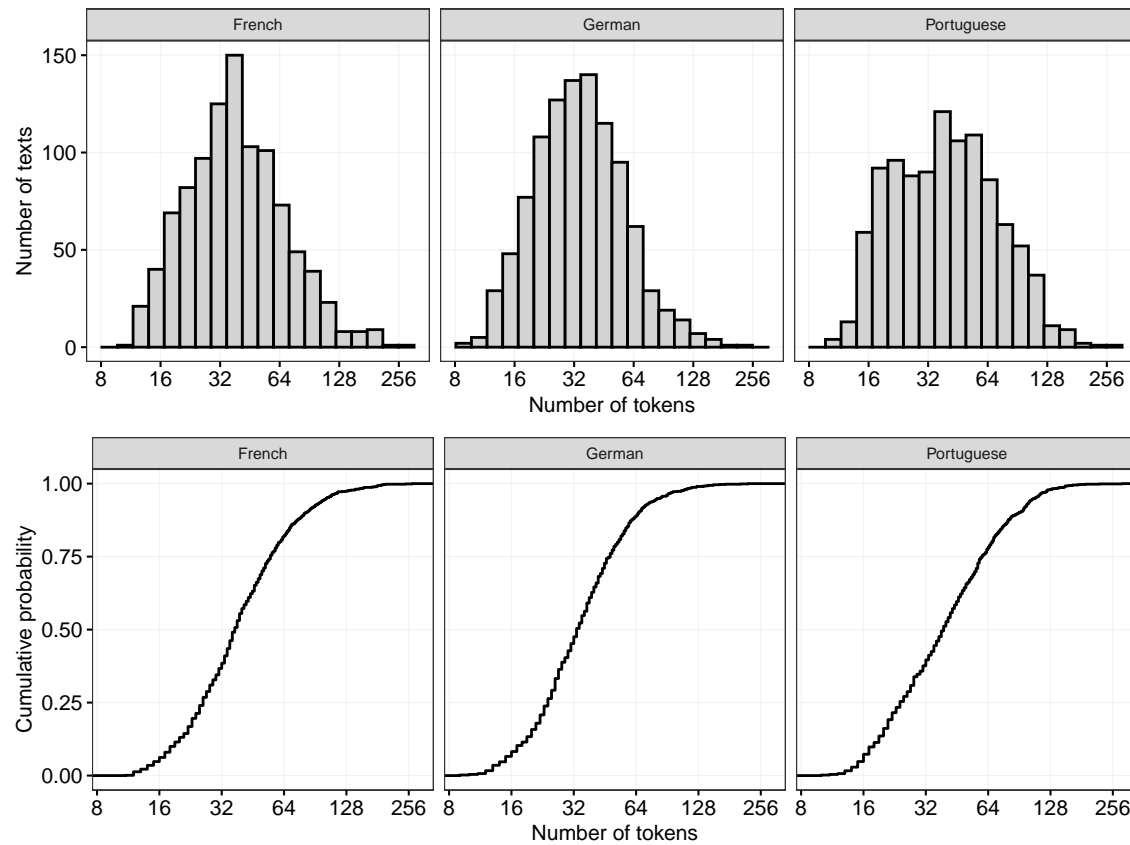 French German Portuguese
Number of texts
150
100
50
0
8 16 32 64 128 256 8 16 32 64 128 256 8 16 32 64 128 256
Number of tokens
French German Portuguese
Cumulative probability
1.00
0.75
0.50
0.25
0.00
8 16 32 64 128 256 8 16 32 64 128 256 8 16 32 64 128 256
Number of tokens